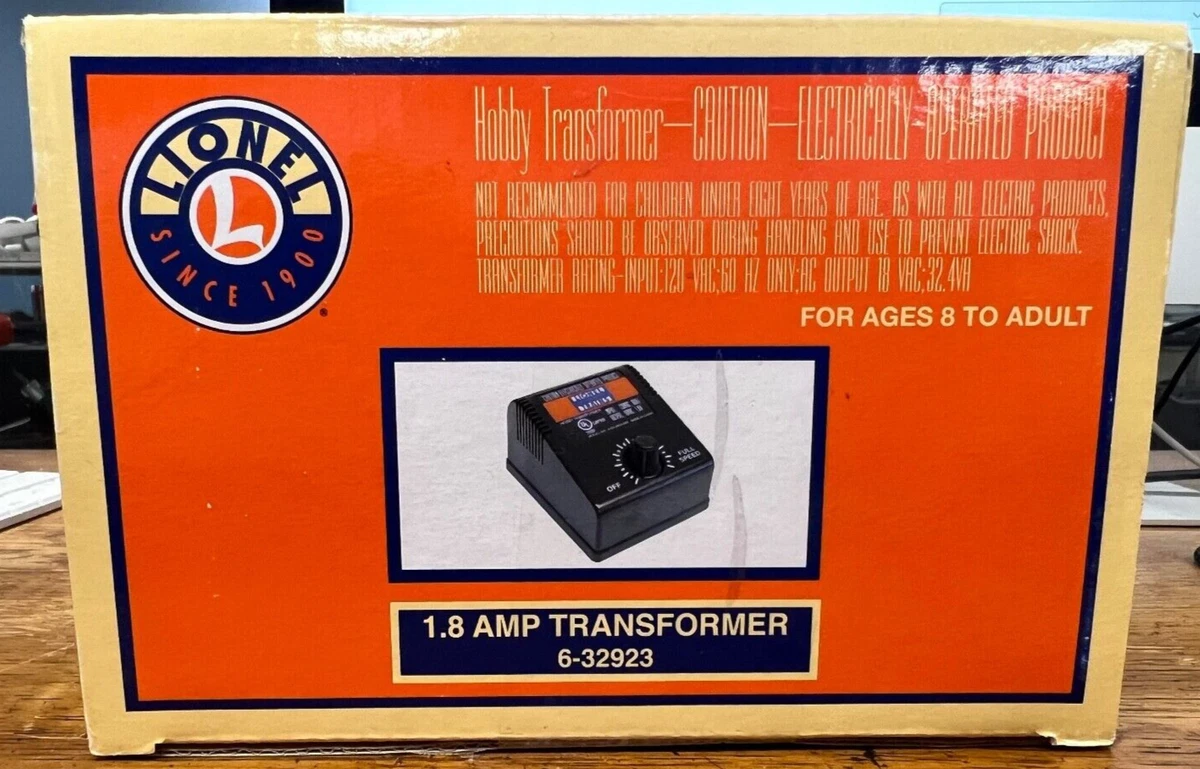 LIONEL
SINCE 1900
Hobby Transformer—CAUTION—ELECTRICALLY OPERATED PRODUCT
NOT RECOMMENDED FOR CHILDREN UNDER EIGHT YEARS OF AGE. AS WITH ALL ELECTRIC PRODUCTS,
PRECAUTIONS SHOULD BE OBSERVED DURING HANDLING AND USE TO PREVENT ELECTRIC SHOCK.
TRANSFORMER RATING-INPUT:120 VAC,60 HZ ONLY;AC OUTPUT 18 VAC;32.4VA
FOR AGES 8 TO ADULT
OFF
FULL
SPEED
1.8 AMP TRANSFORMER
6-32923